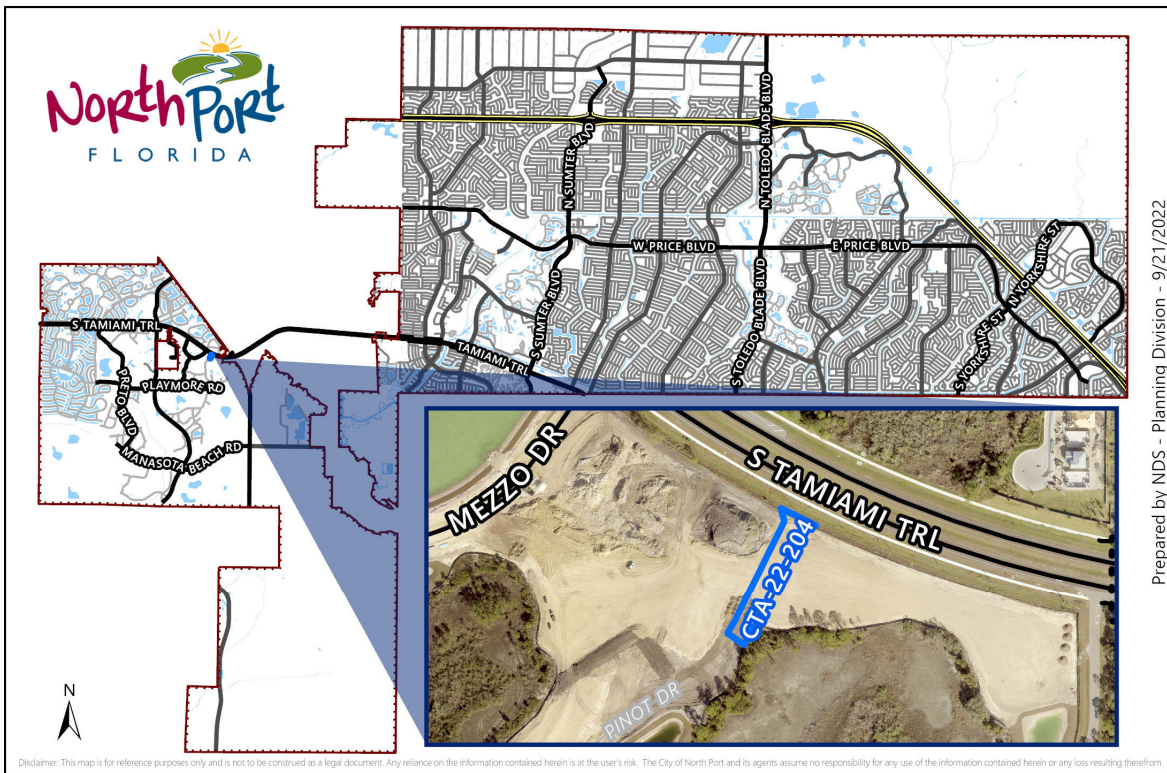 North Port
FLORIDA
N SUMTER BLVD
N TOLEDO BLADE BLVD
W PRICE BLVD
E PRICE BLVD
N YORKSHIRE ST
S YORKSHIRE ST
S SUMTER BLVD
S TOLEDO BLADE BLVD
S TAMIAMI TRL
TAMIAMI TRL
PLAYMORE RD
PRETO BLVD
MANASOTA BEACH RD
MEZZO DR
S TAMIAMI TRL
CTA-22-204
PINOT DR
N
Prepared by NDS - Planning Division - 9/21/2022
Disclaimer: This map is for reference purposes only and is not to be construed as a legal document. Any reliance on the information contained herein is at the user's risk. The City of North Port and its agents assume no responsibility for any use of the information contained herein or any loss resulting therefrom.